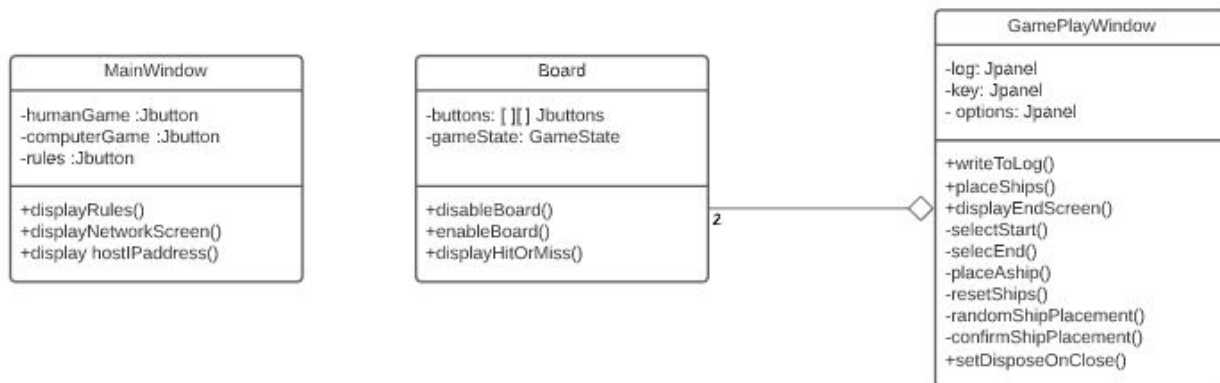 MainWindow
-humanGame :Jbutton
-computerGame :Jbutton
-rules :Jbutton
+displayRules()
+displayNetworkScreen()
+display hostIPaddress()
Board
-buttons: [ ][ ] Jbuttons
-gameState: GameState
+disableBoard()
+enableBoard()
+displayHitOrMiss()
2
GamePlayWindow
-log: Jpanel
-key: Jpanel
- options: Jpanel
+writeToLog()
+placeShips()
+displayEndScreen()
-selectStart()
-selecEnd()
-placeAship()
-resetShips()
-randomShipPlacement()
-confirmShipPlacement()
+setDisposeOnClose()